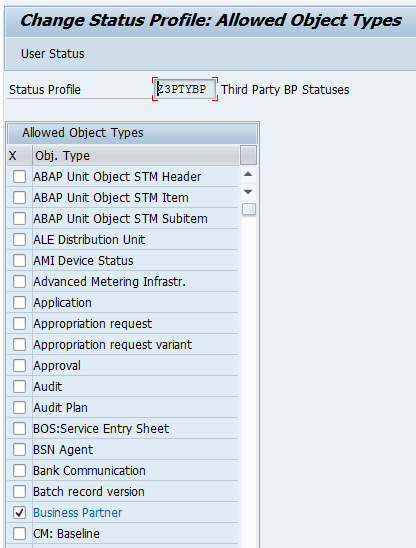 Change Status Profile: Allowed Object Types
User Status
Status Profile Z3PTYBP Third Party BP Statuses
Allowed Object Types
X Obj. Type
ABAP Unit Object STM Header
ABAP Unit Object STM Item
ABAP Unit Object STM Subitem
ALE Distribution Unit
AMI Device Status
Advanced Metering Infrastr.
Application
Appropriation request
Appropriation request variant
Approval
Audit
Audit Plan
BOS:Service Entry Sheet
BSN Agent
Bank Communication
Batch record version
Business Partner
CM: Baseline